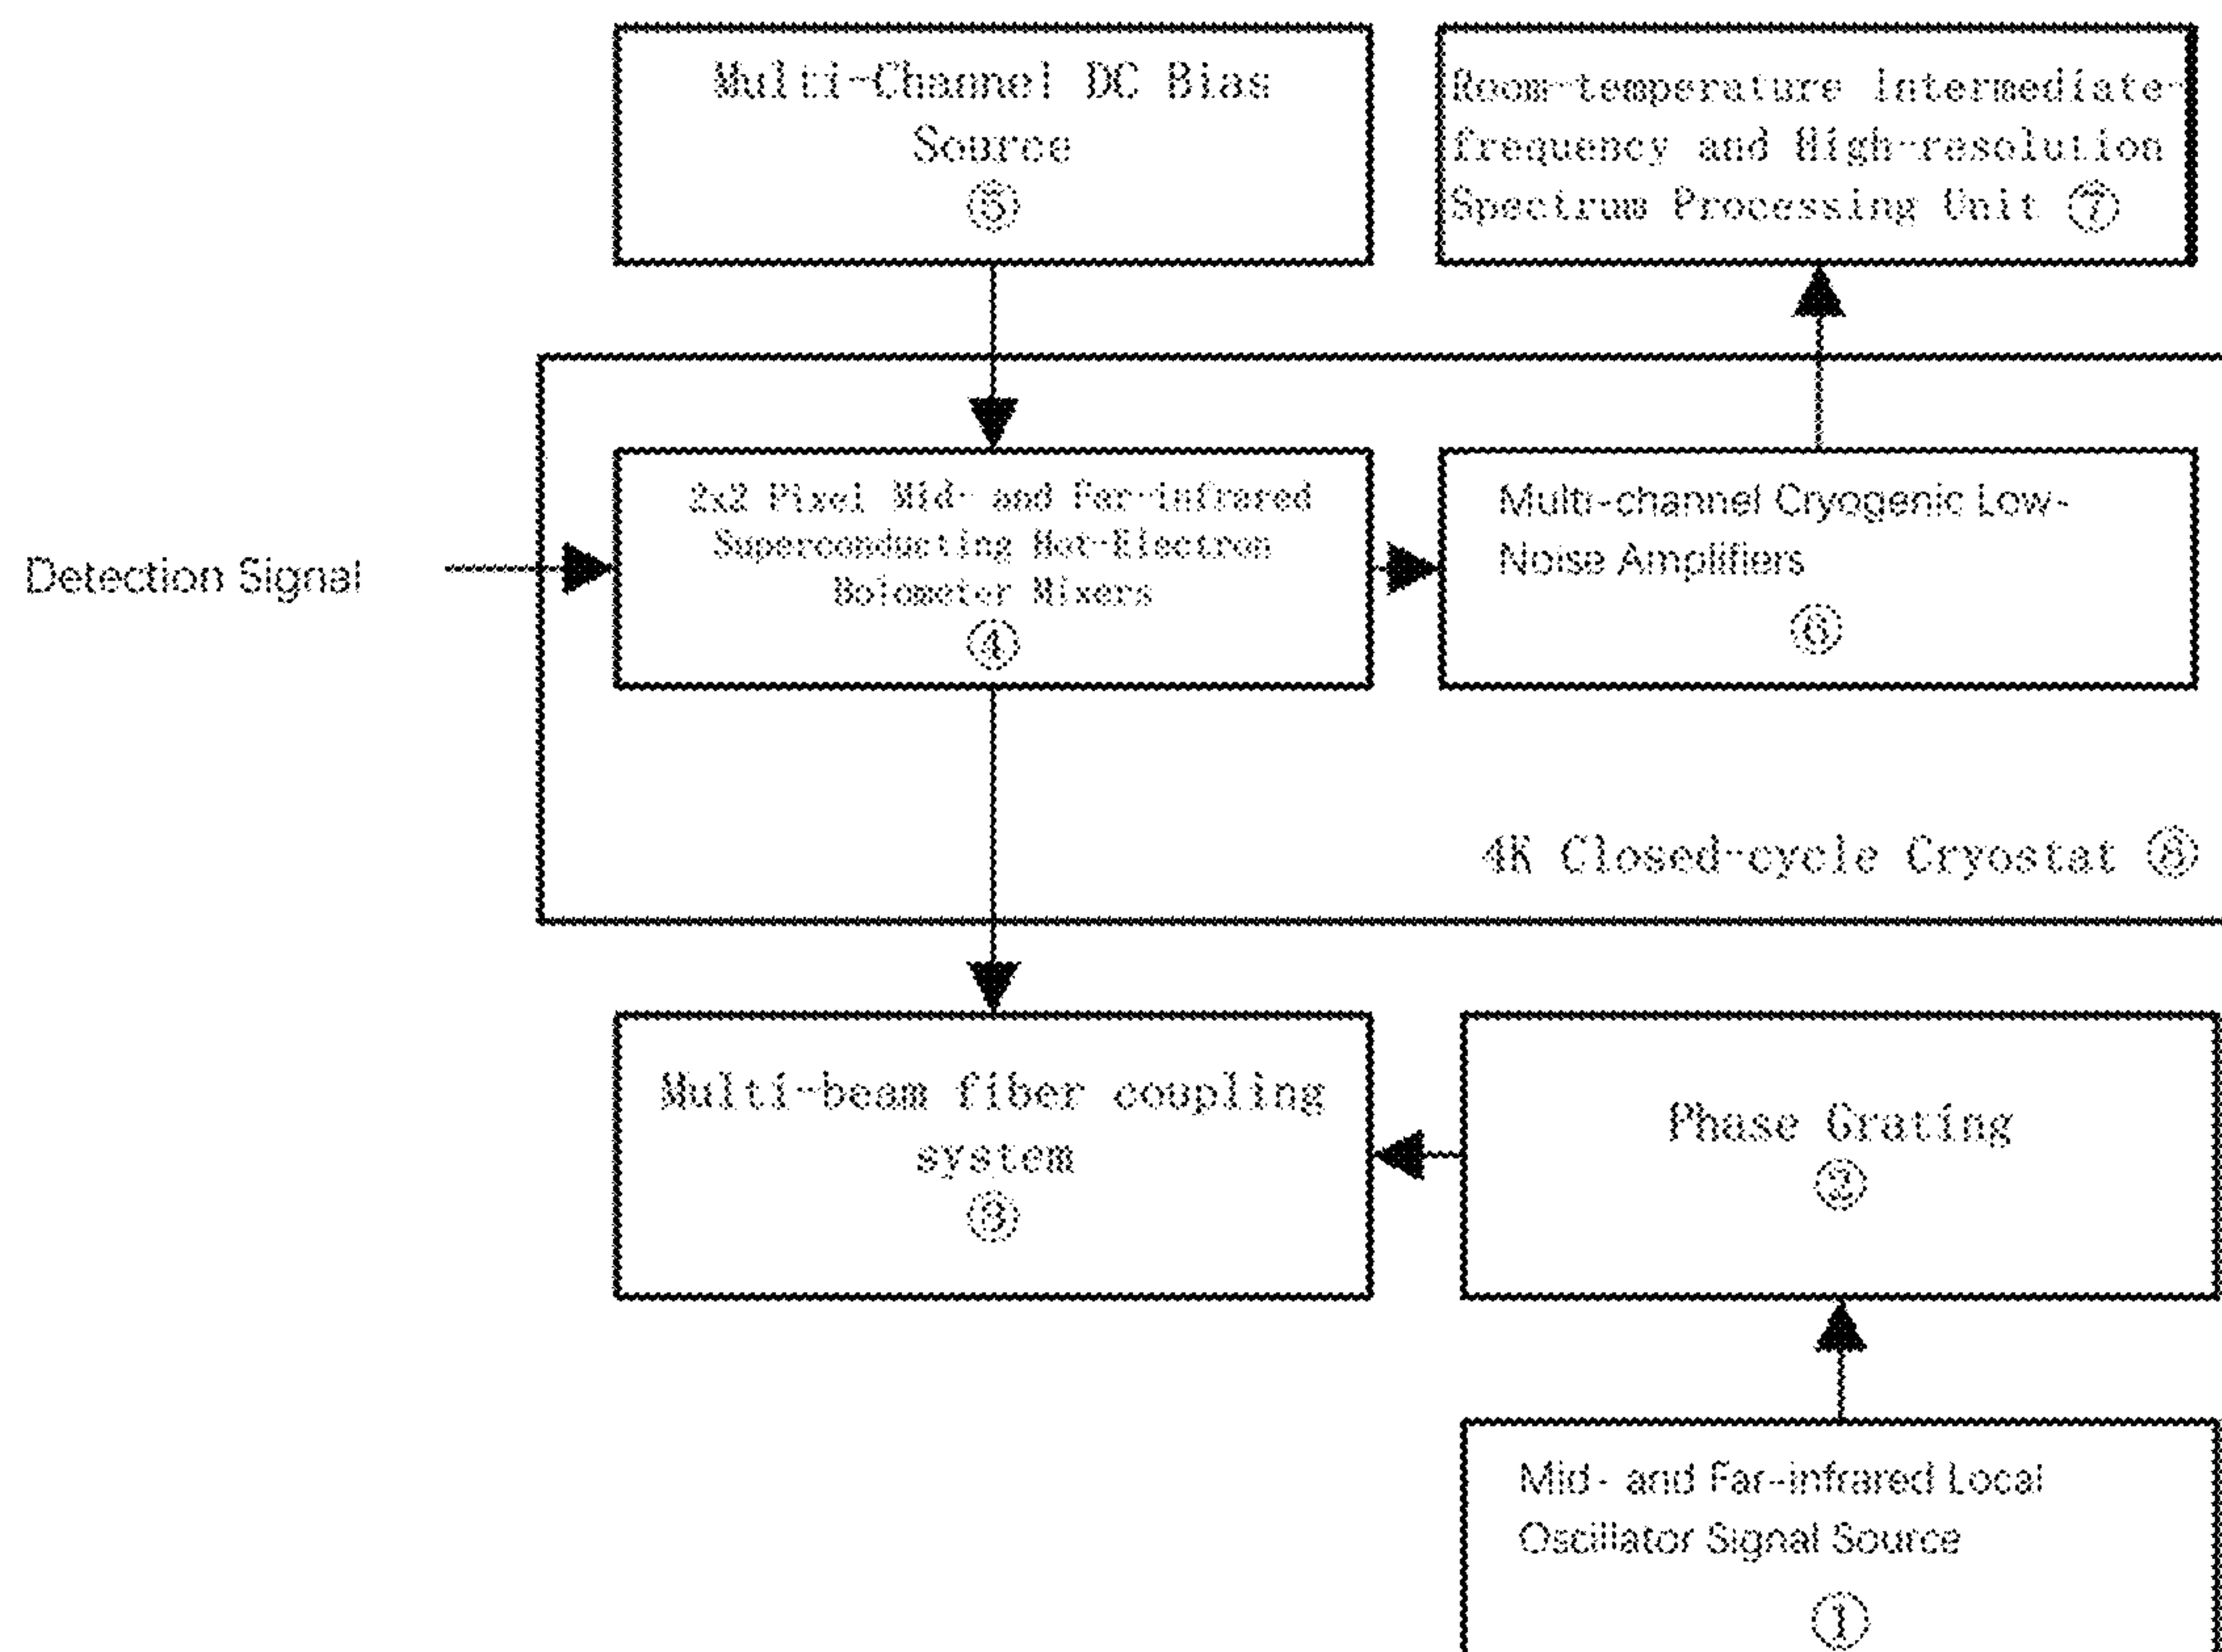 Multi-Channel DC Bias
Source
⑤
Room-temperature Intermediate-
frequency and High-resolution
Spectrum Processing Unit ⑦
2x2 Pixel Mid- and Far-infrared
Superconducting Hot-Electron
Bolometer Mixers
④
Multi-channel Cryogenic Low-
Noise Amplifiers
⑥
Detection Signal
4K Closed-cycle Cryostat ⑧
Multi-beam fiber coupling
system
③
Phase Grating
②
Mid- and Far-infrared Local
Oscillator Signal Source
①